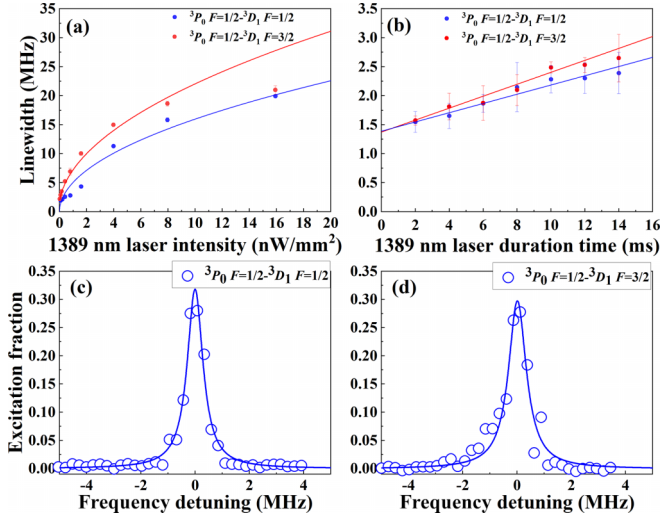 (a)
³P₀ F=1/2-³D₁ F=1/2
³P₀ F=1/2-³D₁ F=3/2
Linewidth (MHz)
35
30
25
20
15
10
5
0
0 2 4 6 8 10 12 14 16 18 20
1389 nm laser intensity (nW/mm²)
(b)
³P₀ F=1/2-³D₁ F=1/2
³P₀ F=1/2-³D₁ F=3/2
3.0
2.5
2.0
1.5
1.0
0.5
0.0
0 2 4 6 8 10 12 14 16
1389 nm laser duration time (ms)
(c)
³P₀ F=1/2-³D₁ F=1/2
Excitation fraction
0.35
0.30
0.25
0.20
0.15
0.10
0.05
0.00
-4 -2 0 2 4
Frequency detuning (MHz)
(d)
³P₀ F=1/2-³D₁ F=3/2
0.35
0.30
0.25
0.20
0.15
0.10
0.05
0.00
-4 -2 0 2 4
Frequency detuning (MHz)